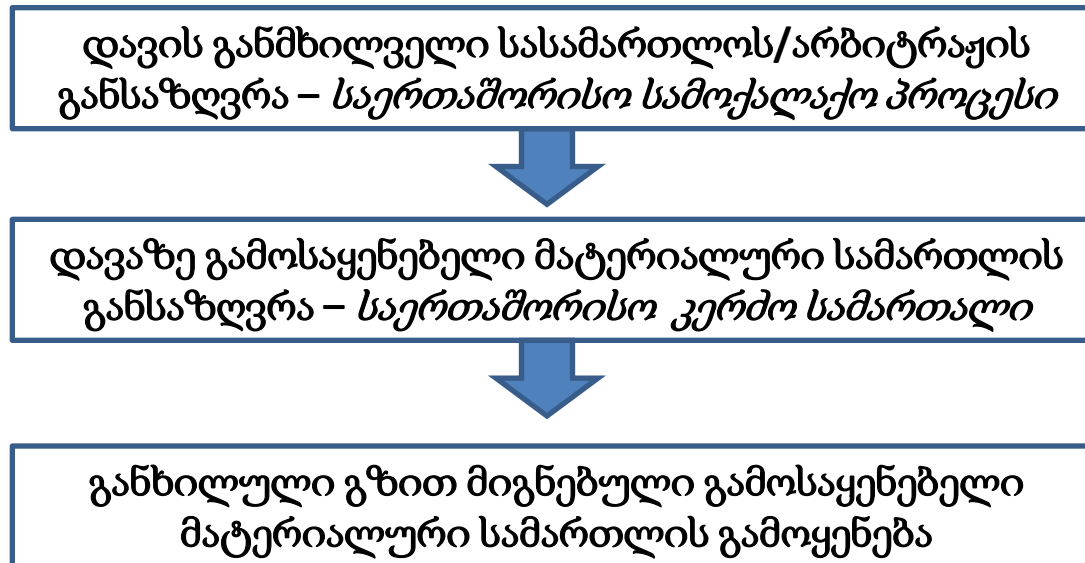 დავის განმხილველი სასამართლოს/არბიტრაჟის
განსაზღვრა – საერთაშორისო სამოქალაქო პროცესი
დავაზე გამოსაყენებელი მატერიალური სამართლის
განსაზღვრა – საერთაშორისო კერძო სამართალი
განხილული გზით მიგნებული გამოსაყენებელი
მატერიალური სამართლის გამოყენება